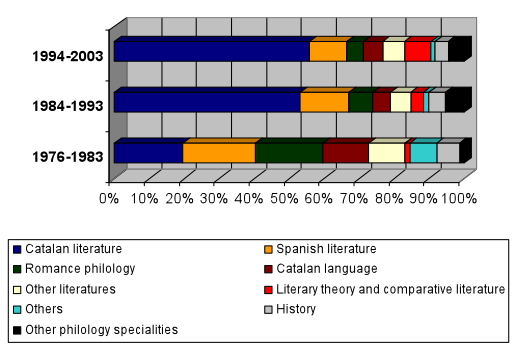 1994-2003
1984-1993
1976-1983
0% 10% 20% 30% 40% 50% 60% 70% 80% 90% 100%
Catalan literature Spanish literature
Romance philology Catalan language
Other literatures Literary theory and comparative literature
Others History
Other philology specialities